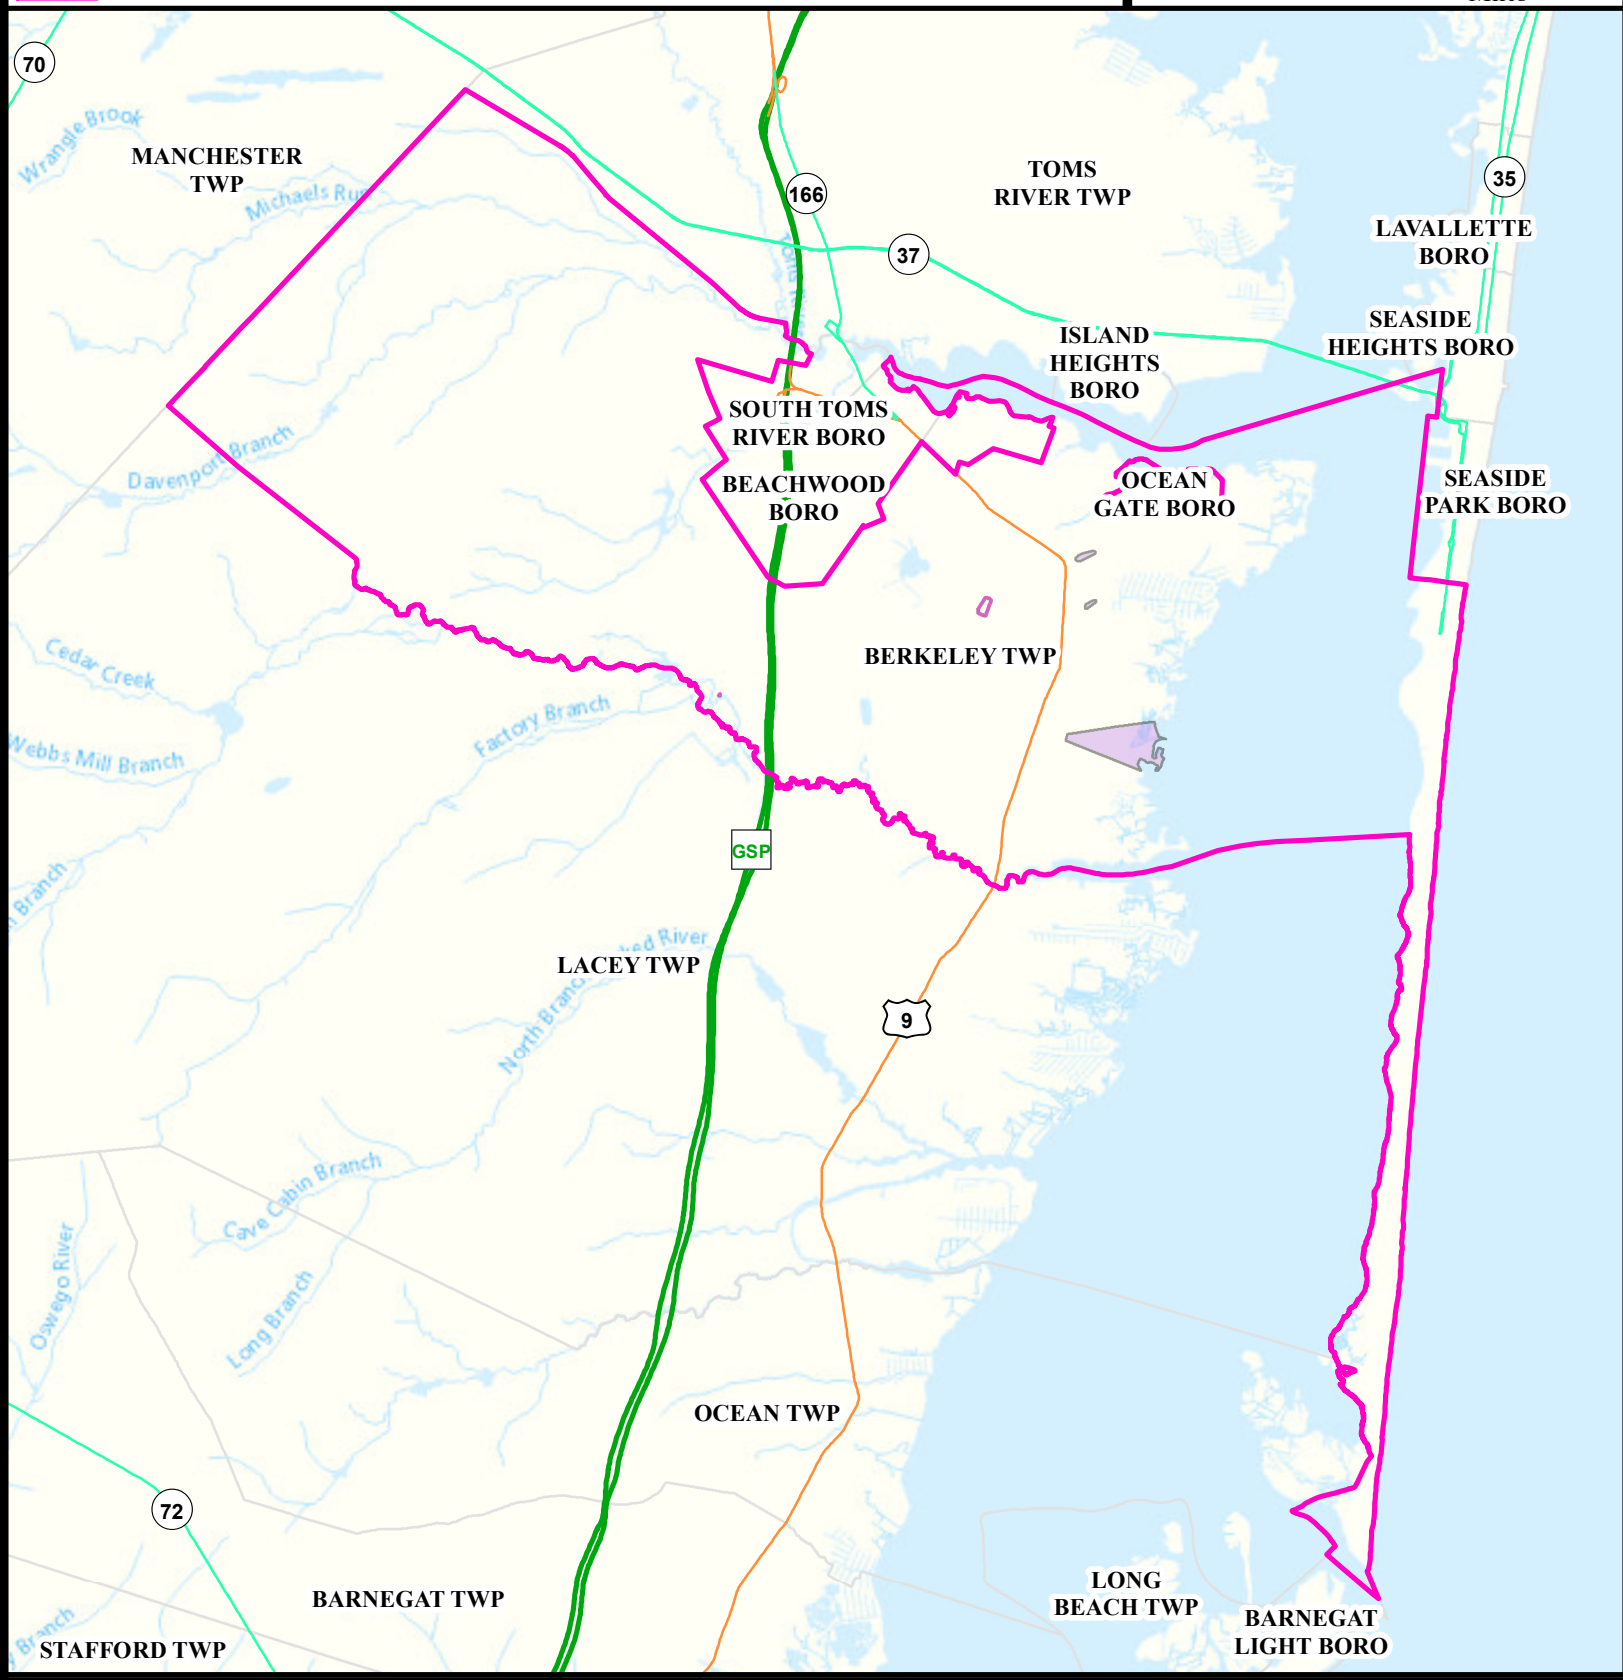 70
Wrangle Brook
MANCHESTER
TWP
Michaels Run
166
TOMS
RIVER TWP
35
LAVALLETTE
BORO
37
SEASIDE
HEIGHTS BORO
ISLAND
HEIGHTS
BORO
SOUTH TOMS
RIVER BORO
Davenport Branch
BEACHWOOD
BORO
OCEAN
GATE BORO
SEASIDE
PARK BORO
Cedar Creek
BERKELEY TWP
Factory Branch
Webbs Mill Branch
GSP
Branch
LACEY TWP
North Branch
River
9
Cave Cabin Branch
Oswego River
Long Branch
OCEAN TWP
72
BARNEGAT TWP
LONG
BEACH TWP
BARNEGAT
LIGHT BORO
Branch
STAFFORD TWP